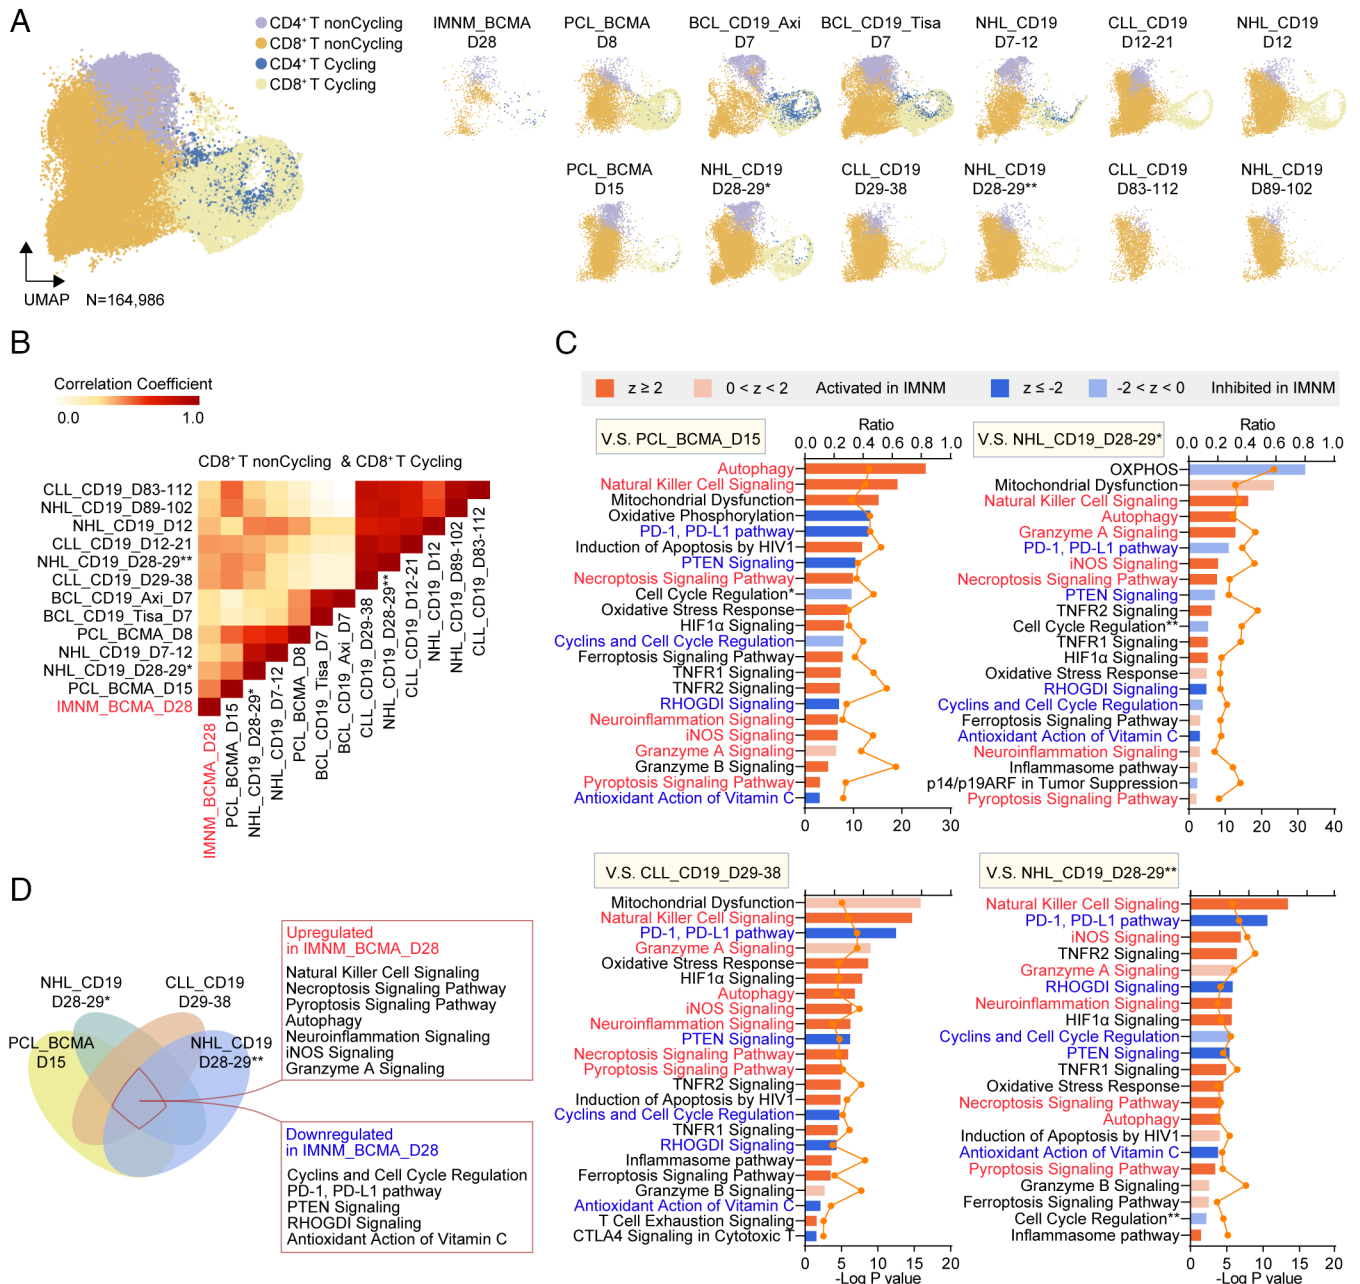 A
CD4⁺ T nonCycling
CD8⁺ T nonCycling
CD4⁺ T Cycling
CD8⁺ T Cycling
UMAP N=164,986
IMNM_BCMA
D28
PCL_BCMA
D8
BCL_CD19_Axi
D7
BCL_CD19_Tisa
D7
NHL_CD19
D7-12
CLL_CD19
D12-21
NHL_CD19
D12
PCL_BCMA
D15
NHL_CD19
D28-29*
CLL_CD19
D29-38
NHL_CD19
D28-29**
CLL_CD19
D83-112
NHL_CD19
D89-102
B
Correlation Coefficient
0.0 1.0
CD8⁺ T nonCycling & CD8⁺ T Cycling
CLL_CD19_D83-112
NHL_CD19_D89-102
NHL_CD19_D12
CLL_CD19_D12-21
NHL_CD19_D28-29**
CLL_CD19_D29-38
BCL_CD19_Axi_D7
BCL_CD19_Tisa_D7
PCL_BCMA_D8
NHL_CD19_D7-12
NHL_CD19_D28-29*
PCL_BCMA_D15
IMNM_BCMA_D28
IMNM_BCMA_D28
PCL_BCMA_D15
NHL_CD19_D28-29*
NHL_CD19_D7-12
PCL_BCMA_D8
BCL_CD19_Tisa_D7
BCL_CD19_Axi_D7
CLL_CD19_D29-38
NHL_CD19_D28-29**
CLL_CD19_D12-21
NHL_CD19_D12
NHL_CD19_D89-102
CLL_CD19_D83-112
C
z ≥ 2 0 < z < 2 Activated in IMNM z ≤ -2 -2 < z < 0 Inhibited in IMNM
V.S. PCL_BCMA_D15
Ratio
0.0 0.2 0.4 0.6 0.8 1.0
Autophagy
Natural Killer Cell Signaling
Mitochondrial Dysfunction
Oxidative Phosphorylation
PD-1, PD-L1 pathway
Induction of Apoptosis by HIV1
PTEN Signaling
Necroptosis Signaling Pathway
Cell Cycle Regulation*
Oxidative Stress Response
HIF1α Signaling
Cyclins and Cell Cycle Regulation
Ferroptosis Signaling Pathway
TNFR1 Signaling
TNFR2 Signaling
RHOGDI Signaling
Neuroinflammation Signaling
iNOS Signaling
Granzyme A Signaling
Granzyme B Signaling
Pyroptosis Signaling Pathway
Antioxidant Action of Vitamin C
0 10 20 30
V.S. NHL_CD19_D28-29*
Ratio
0.0 0.2 0.4 0.6 0.8 1.0
OXPHOS
Mitochondrial Dysfunction
Natural Killer Cell Signaling
Autophagy
Granzyme A Signaling
PD-1, PD-L1 pathway
iNOS Signaling
Necroptosis Signaling Pathway
PTEN Signaling
TNFR2 Signaling
Cell Cycle Regulation**
TNFR1 Signaling
HIF1α Signaling
Oxidative Stress Response
RHOGDI Signaling
Cyclins and Cell Cycle Regulation
Ferroptosis Signaling Pathway
Antioxidant Action of Vitamin C
Neuroinflammation Signaling
Inflammasome pathway
p14/p19ARF in Tumor Suppression
Pyroptosis Signaling Pathway
0 10 20 30 40
V.S. CLL_CD19_D29-38
Mitochondrial Dysfunction
Natural Killer Cell Signaling
PD-1, PD-L1 pathway
Granzyme A Signaling
Oxidative Stress Response
HIF1α Signaling
Autophagy
iNOS Signaling
Neuroinflammation Signaling
PTEN Signaling
Necroptosis Signaling Pathway
Pyroptosis Signaling Pathway
TNFR2 Signaling
Induction of Apoptosis by HIV1
Cyclins and Cell Cycle Regulation
TNFR1 Signaling
RHOGDI Signaling
Inflammasome pathway
Ferroptosis Signaling Pathway
Granzyme B Signaling
Antioxidant Action of Vitamin C
T Cell Exhaustion Signaling
CTLA4 Signaling in Cytotoxic T
0 5 10 15 20
-Log P value
V.S. NHL_CD19_D28-29**
Natural Killer Cell Signaling
PD-1, PD-L1 pathway
iNOS Signaling
TNFR2 Signaling
Granzyme A Signaling
RHOGDI Signaling
Neuroinflammation Signaling
HIF1α Signaling
Cyclins and Cell Cycle Regulation
PTEN Signaling
TNFR1 Signaling
Oxidative Stress Response
Necroptosis Signaling Pathway
Autophagy
Induction of Apoptosis by HIV1
Antioxidant Action of Vitamin C
Pyroptosis Signaling Pathway
Granzyme B Signaling
Ferroptosis Signaling Pathway
Cell Cycle Regulation**
Inflammasome pathway
0 5 10 15 20
-Log P value
D
NHL_CD19
D28-29*
CLL_CD19
D29-38
PCL_BCMA
D15
NHL_CD19
D28-29**
Upregulated
in IMNM_BCMA_D28
Natural Killer Cell Signaling
Necroptosis Signaling Pathway
Pyroptosis Signaling Pathway
Autophagy
Neuroinflammation Signaling
iNOS Signaling
Granzyme A Signaling
Downregulated
in IMNM_BCMA_D28
Cyclins and Cell Cycle Regulation
PD-1, PD-L1 pathway
PTEN Signaling
RHOGDI Signaling
Antioxidant Action of Vitamin C